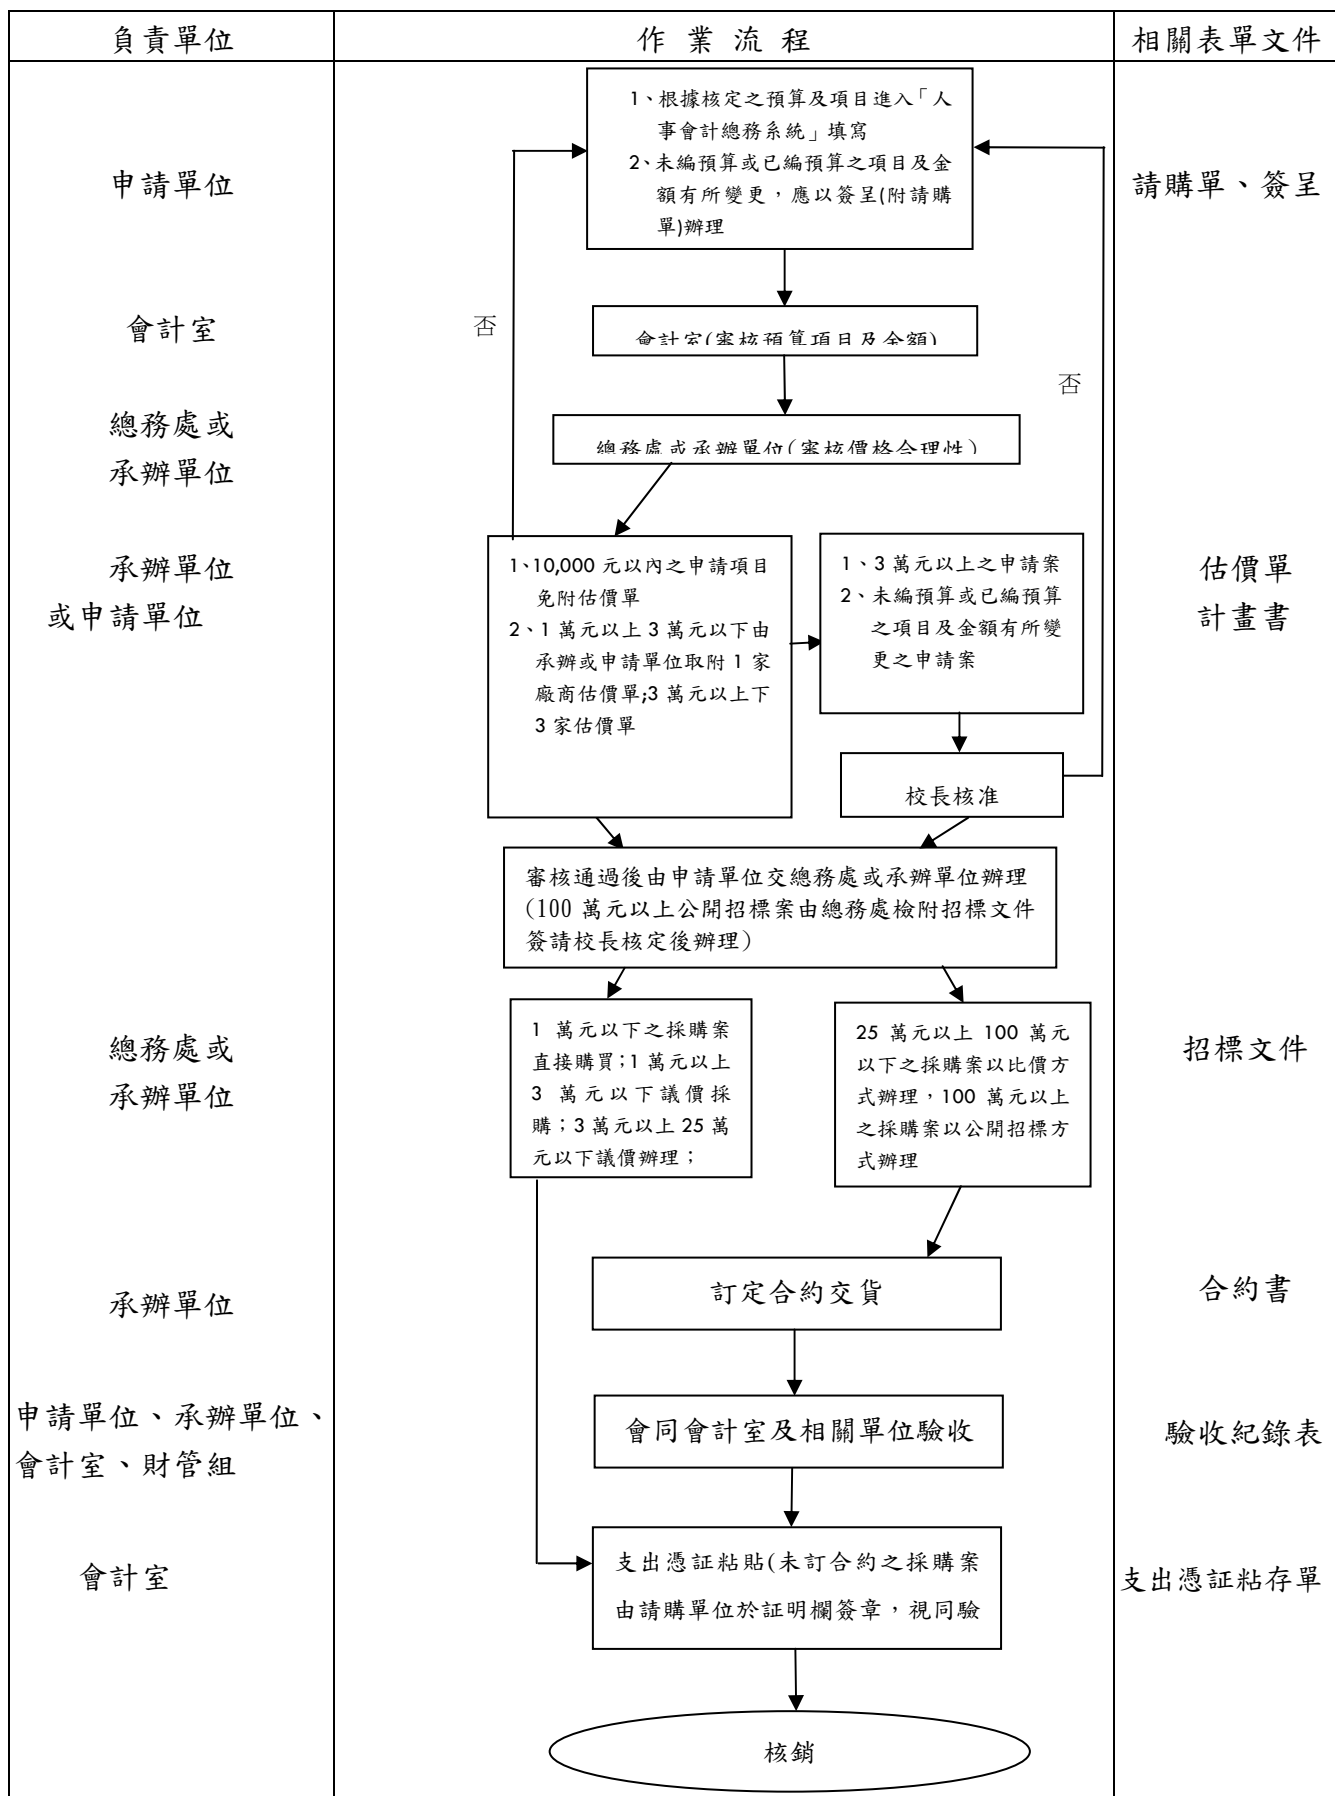 負責單位
作 業 流 程
相關表單文件
1、根據核定之預算及項目進入「人
事會計總務系統」填寫
2、未編預算或已編預算之項目及金
額有所變更，應以簽呈(附請購
單)辦理
申請單位
請購單、簽呈
會計室
否
會計室(審核預算項目及金額)
否
總務處或
承辦單位
總務處或承辦單位(審核價格合理性)
承辦單位
或申請單位
1、10,000 元以內之申請項目
免附估價單
2、1 萬元以上 3 萬元以下由
承辦或申請單位取附 1 家
廠商估價單;3 萬元以上下
3 家估價單
1、3 萬元以上之申請案
2、未編預算或已編預算
之項目及金額有所變
更之申請案
估價單
計畫書
校長核准
審核通過後由申請單位交總務處或承辦單位辦理
(100 萬元以上公開招標案由總務處檢附招標文件
簽請校長核定後辦理)
總務處或
承辦單位
1 萬元以下之採購案
直接購買;1 萬元以上
3 萬元以下議價採
購；3 萬元以上 25 萬
元以下議價辦理；
25 萬元以上 100 萬元
以下之採購案以比價方
式辦理，100 萬元以上
之採購案以公開招標方
式辦理
招標文件
承辦單位
訂定合約交貨
合約書
申請單位、承辦單位、
會計室、財管組
會同會計室及相關單位驗收
驗收紀錄表
會計室
支出憑証粘貼(未訂合約之採購案
由請購單位於証明欄簽章，視同驗
支出憑証粘存單
核銷